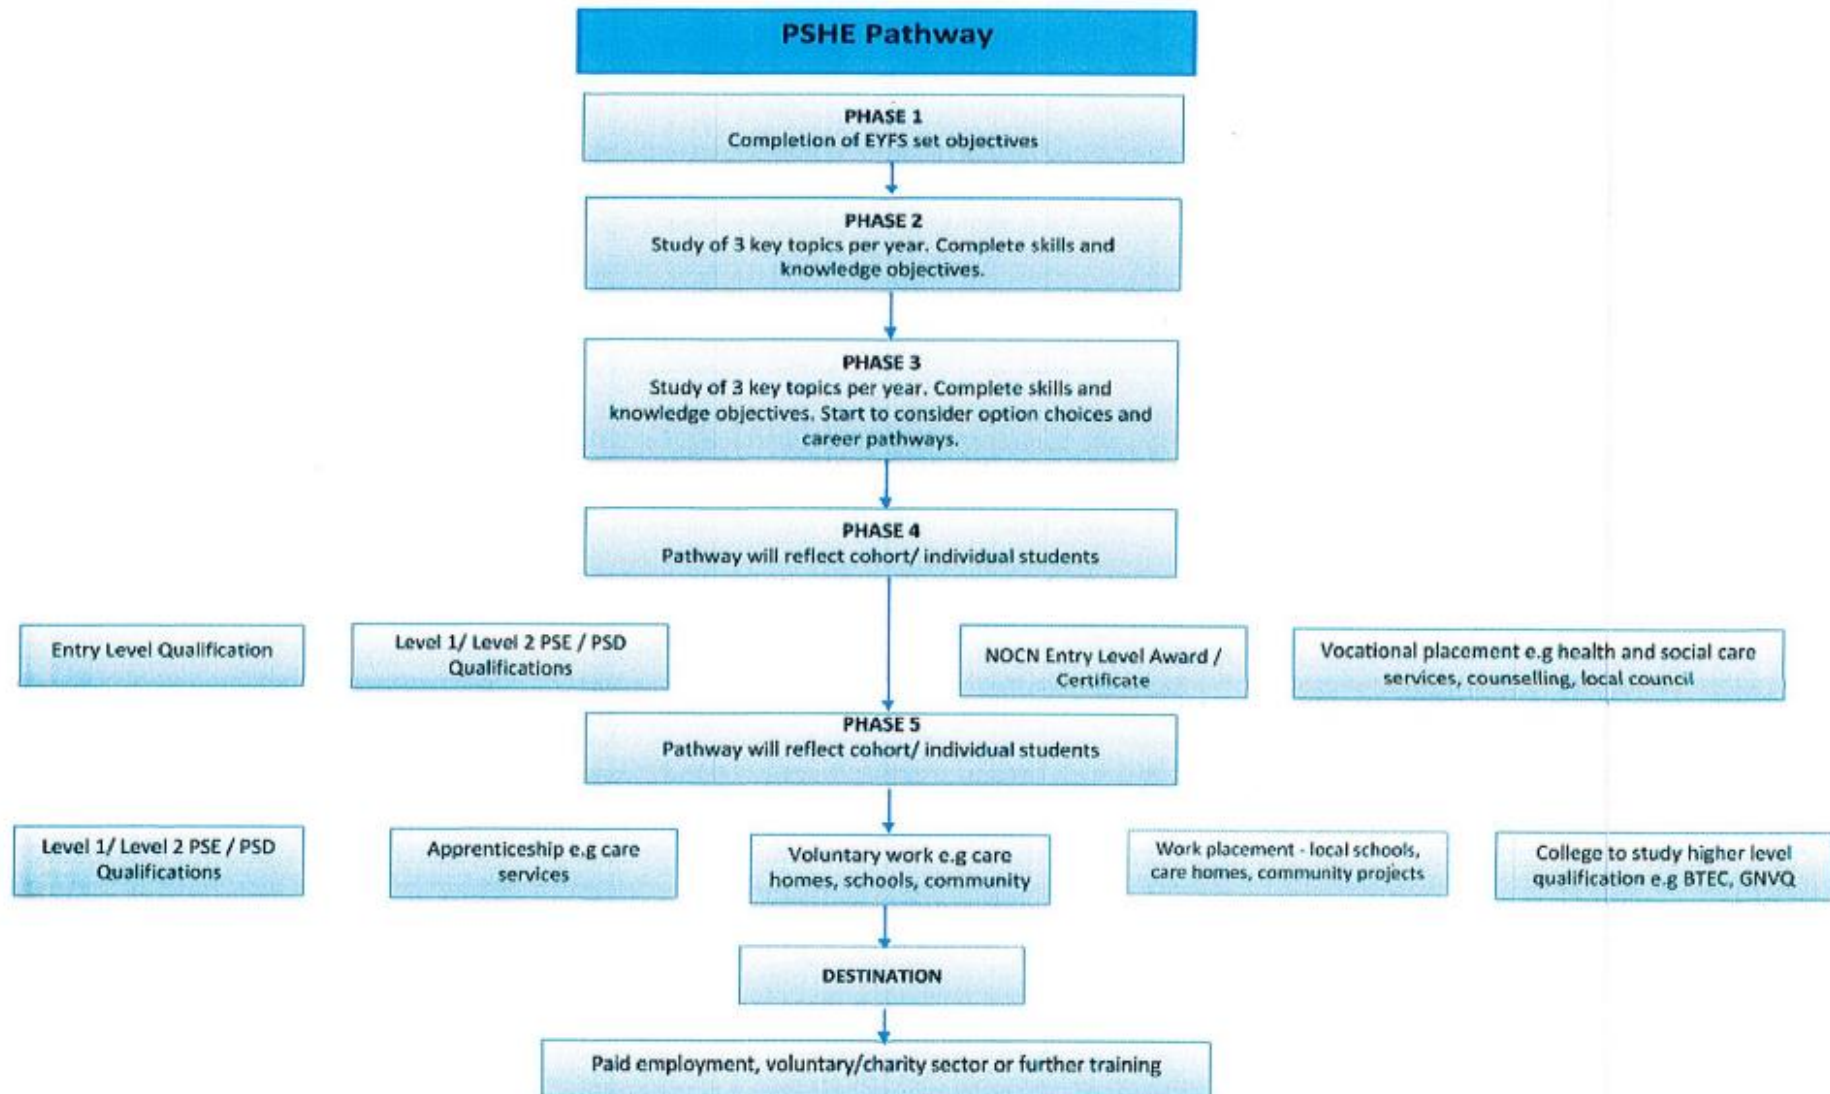 PSHE Pathway
PHASE 1
Completion of EYFS set objectives
PHASE 2
Study of 3 key topics per year. Complete skills and
knowledge objectives.
PHASE 3
Study of 3 key topics per year. Complete skills and
knowledge objectives. Start to consider option choices and
career pathways.
PHASE 4
Pathway will reflect cohort/ individual students
Entry Level Qualification
Level 1/ Level 2 PSE / PSD
Qualifications
NOCN Entry Level Award /
Certificate
Vocational placement e.g health and social care
services, counselling, local council
PHASE 5
Pathway will reflect cohort/ individual students
Level 1/ Level 2 PSE / PSD
Qualifications
Apprenticeship e.g care
services
Voluntary work e.g care
homes, schools, community
Work placement - local schools,
care homes, community projects
College to study higher level
qualification e.g BTEC, GNVQ
DESTINATION
Paid employment, voluntary/charity sector or further training